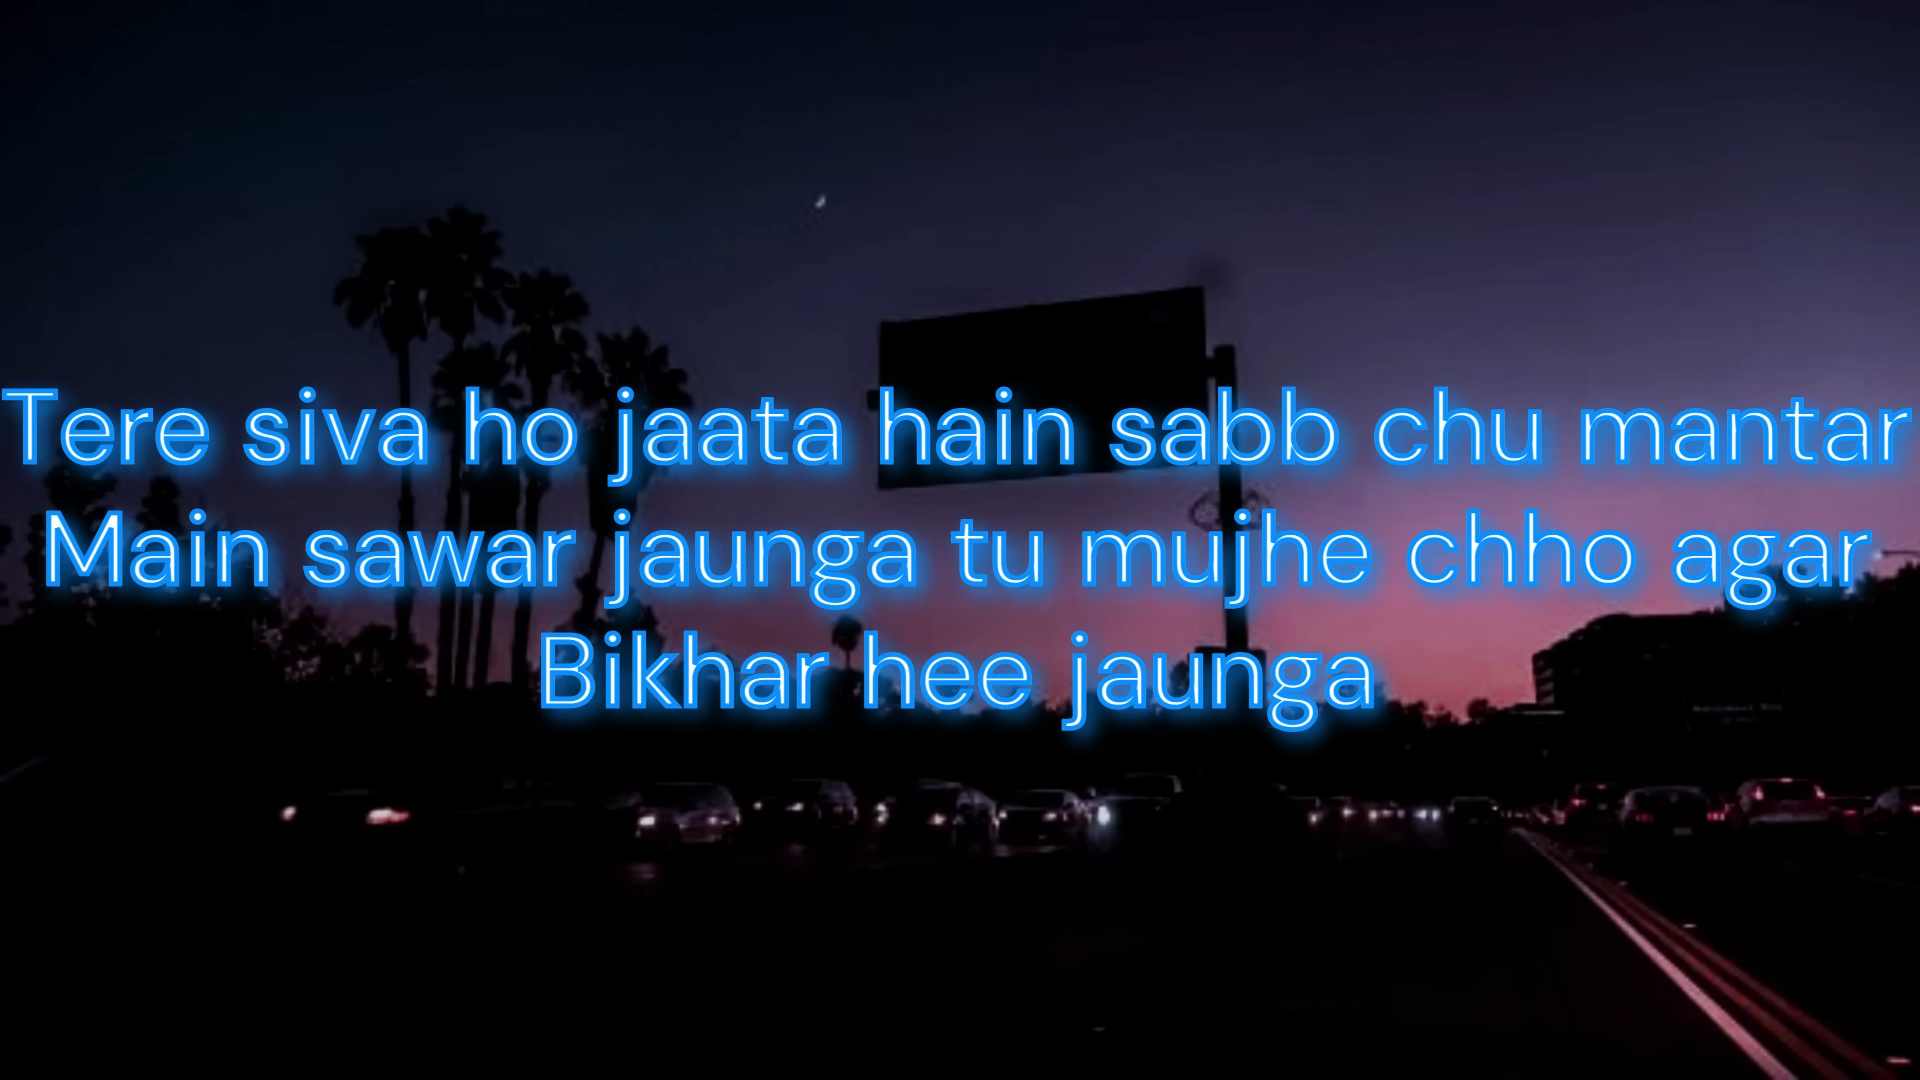 Tere siva ho jaata hain sabb chu mantar
Main sawar jaunga tu mujhe chho agar
Bikhar hee jaunga